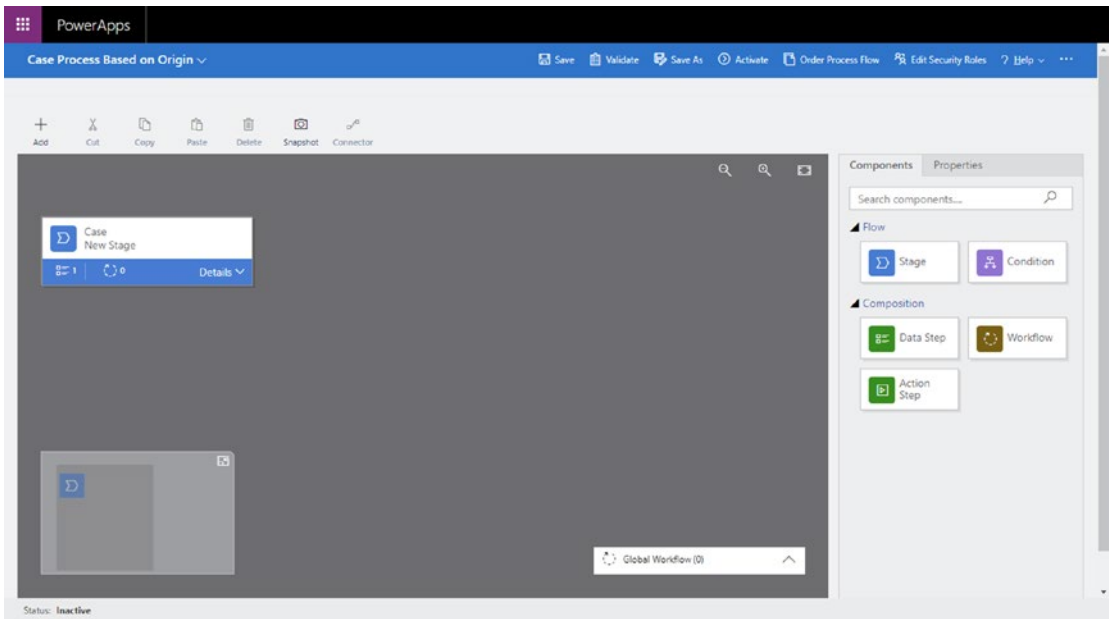 PowerApps
Case Process Based on Origin
Save Validate Save As Activate Order Process Flow Edit Security Roles ? Help ...
Add Cut Copy Paste Delete Snapshot Connector
Components Properties
Search components....
Flow
Case
New Stage
Stage Condition
1 0 Details
Composition
Data Step Workflow
Action
Step
Global Workflow (0)
Status: Inactive